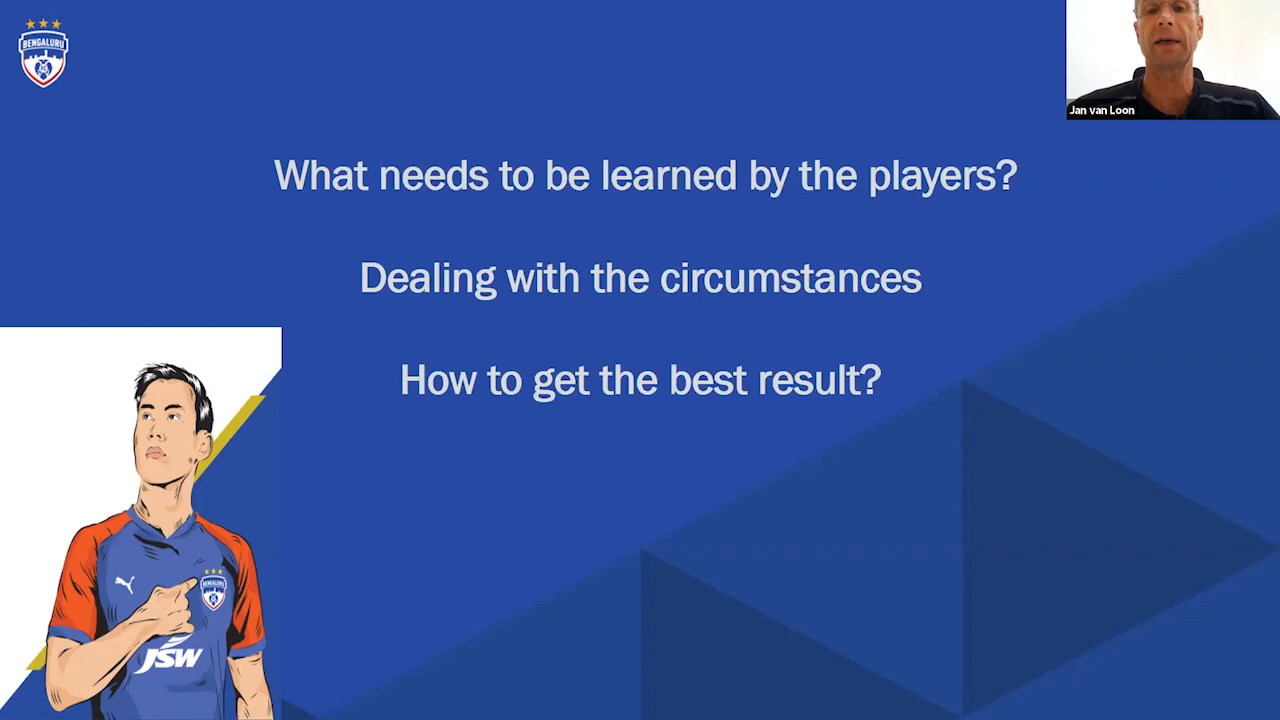 BENGALURU
Jan van Loon
What needs to be learned by the players?
Dealing with the circumstances
How to get the best result?
BENGALURU
JSW